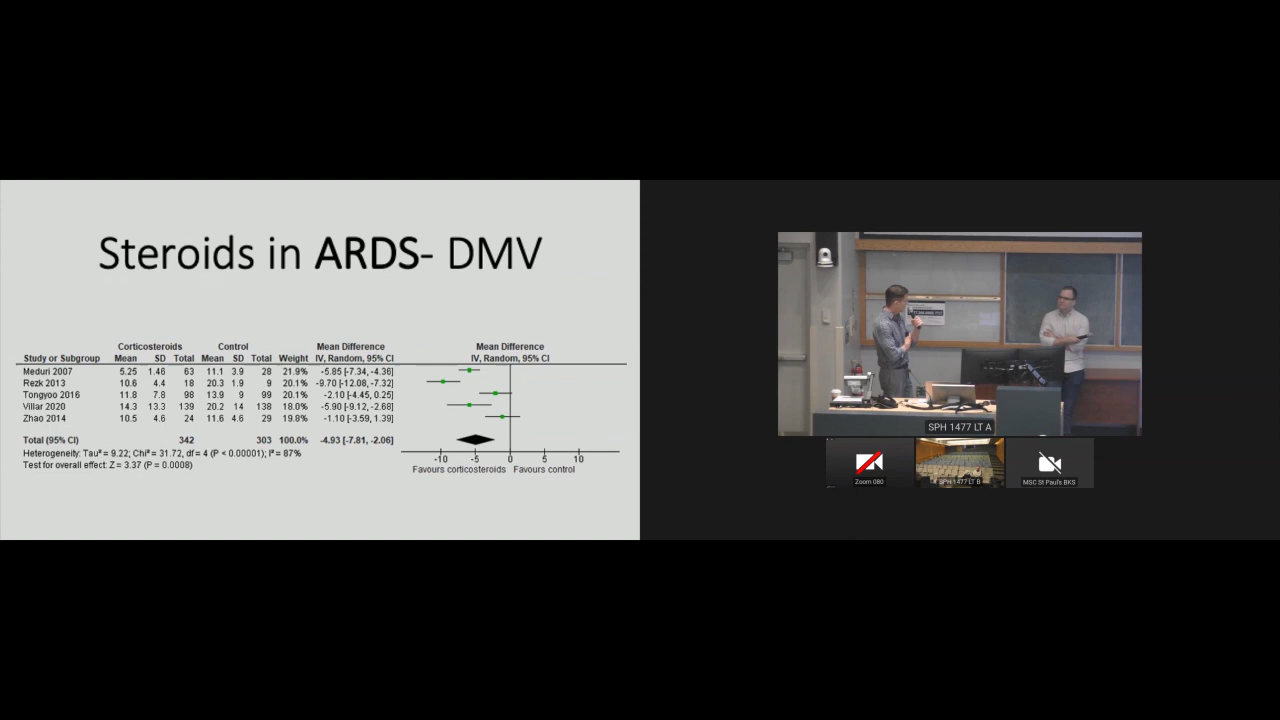 Steroids in ARDS- DMV
Corticosteroids Control Mean Difference Mean Difference
Study or Subgroup Mean SD Total Mean SD Total Weight IV, Random, 95% CI IV, Random, 95% CI
Meduri 2007 5.25 1.46 63 11.1 3.9 28 21.9% -5.85 [-7.34, -4.36]
Rezk 2013 10.6 4.4 18 20.3 1.9 9 20.1% -9.70 [-12.08, -7.32]
Tongyoo 2016 11.8 7.8 98 13.9 9 99 20.1% -2.10 [-4.45, 0.25]
Villar 2020 14.3 13.3 139 20.2 14 138 18.0% -5.90 [-9.12, -2.68]
Zhao 2014 10.5 4.6 24 11.6 4.6 29 19.8% -1.10 [-3.59, 1.39]
Total (95% CI) 342 303 100.0% -4.93 [-7.81, -2.06]
Heterogeneity: Tau² = 9.22; Chi² = 31.72, df = 4 (P < 0.00001); I² = 87%
Test for overall effect: Z = 3.37 (P = 0.0008)
-10 -5 0 5 10
Favours corticosteroids Favours control
SPH 1477 LT A
Zoom 080
SPH 1477 LT B
MSC St Paul's BKS